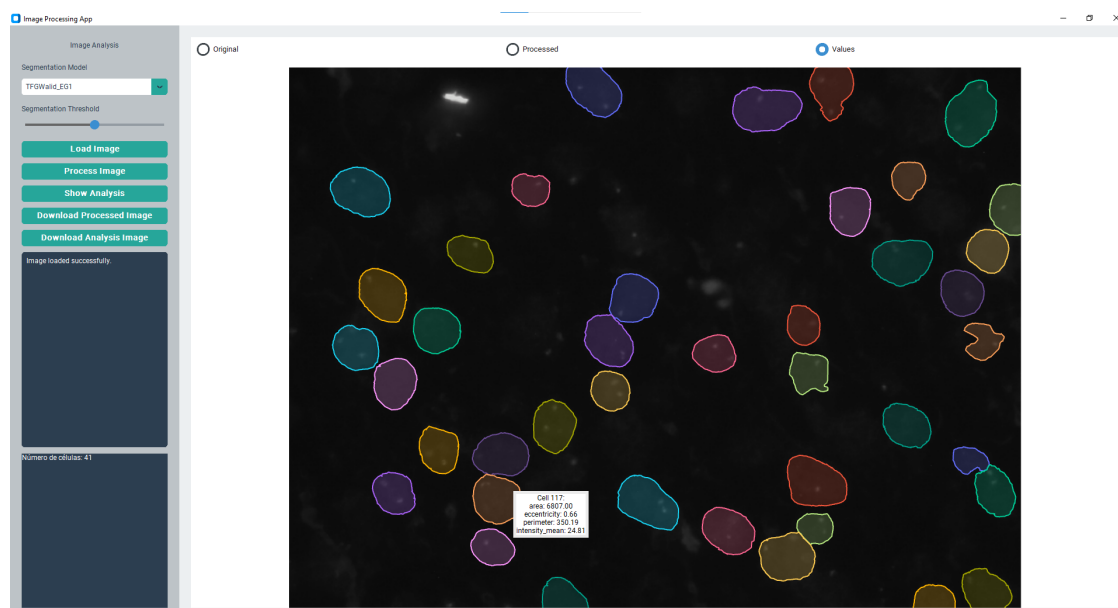 Image Processing App
Image Analysis
Segmentation Model
TFGWalid_EG1
Segmentation Threshold
Load Image
Process Image
Show Analysis
Download Processed Image
Download Analysis Image
Image loaded successfully.
Número de células: 41
Original
Processed
Values
Cell 117:
area: 6807.00
eccentricity: 0.66
perimeter: 350.19
intensity_mean: 24.81